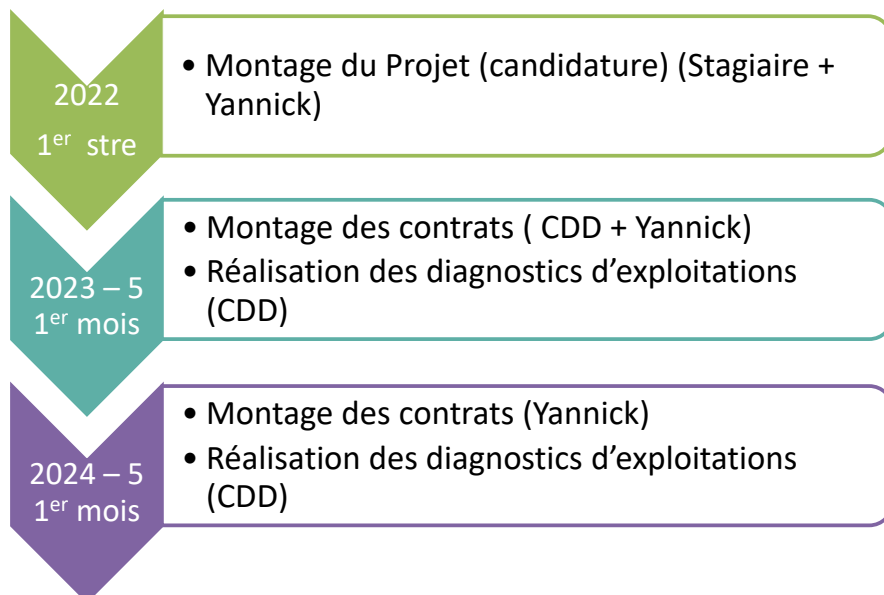 2022
1er stre
• Montage du Projet (candidature) (Stagiaire +
Yannick)
2023 – 5
1er mois
• Montage des contrats ( CDD + Yannick)
• Réalisation des diagnostics d'exploitations
(CDD)
2024 – 5
1er mois
• Montage des contrats (Yannick)
• Réalisation des diagnostics d'exploitations
(CDD)